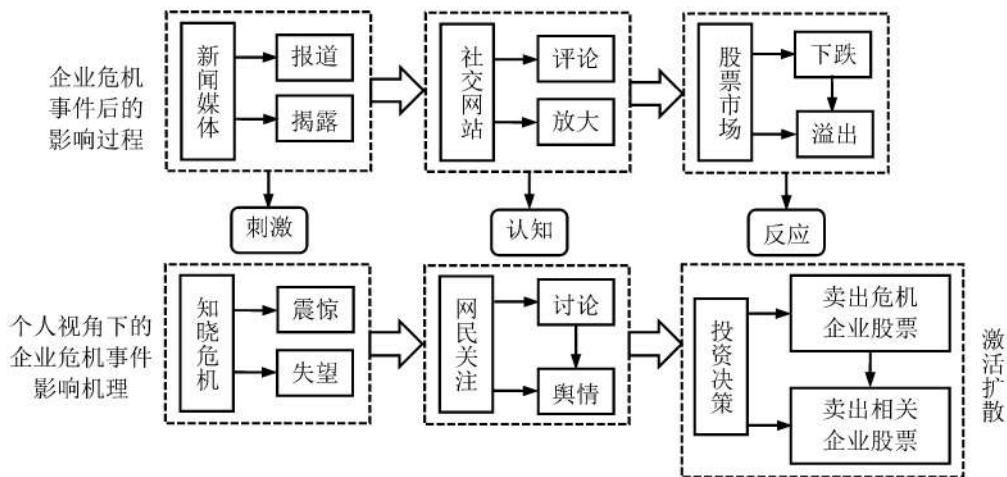 企业危机
事件后的
影响过程
新闻媒体
报道
揭露
社交网站
评论
放大
股票市场
下跌
溢出
刺激
认知
反应
个人视角下的
企业危机事件
影响机理
知晓危机
震惊
失望
网民关注
讨论
舆情
投资决策
卖出危机
企业股票
卖出相关
企业股票
激活扩散